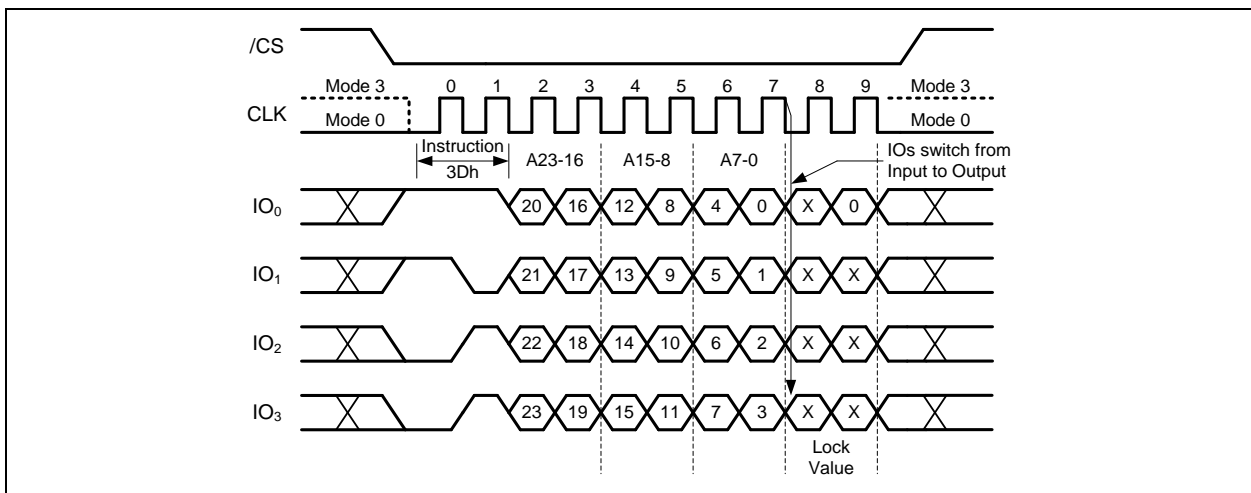 /CS
Mode 3 0 1 2 3 4 5 6 7 8 9 Mode 3
CLK
Mode 0 Mode 0
Instruction
3Dh
A23-16 A15-8 A7-0
IOs switch from
Input to Output
IO0 20 16 12 8 4 0 X 0
IO1 21 17 13 9 5 1 X X
IO2 22 18 14 10 6 2 X X
IO3 23 19 15 11 7 3 X X
Lock
Value